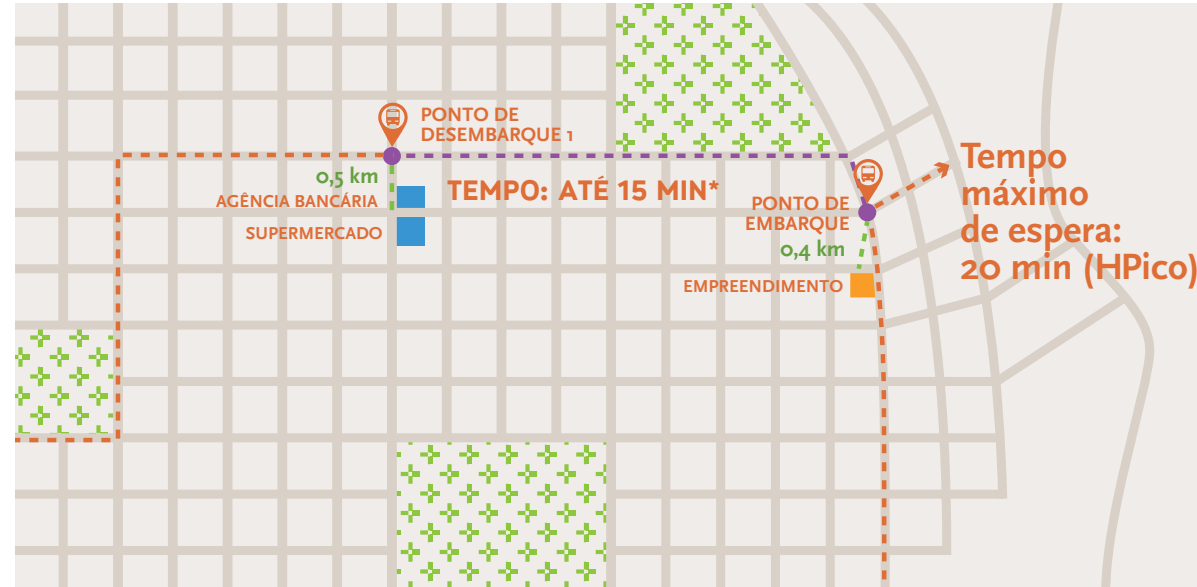 PONTO DE
DESEMBARQUE 1
0,5 km
AGÊNCIA BANCÁRIA
SUPERMERCADO
TEMPO: ATÉ 15 MIN*
PONTO DE
EMBARQUE
0,4 km
EMPREENDIMENTO
Tempo
máximo
de espera:
20 min (HPico)